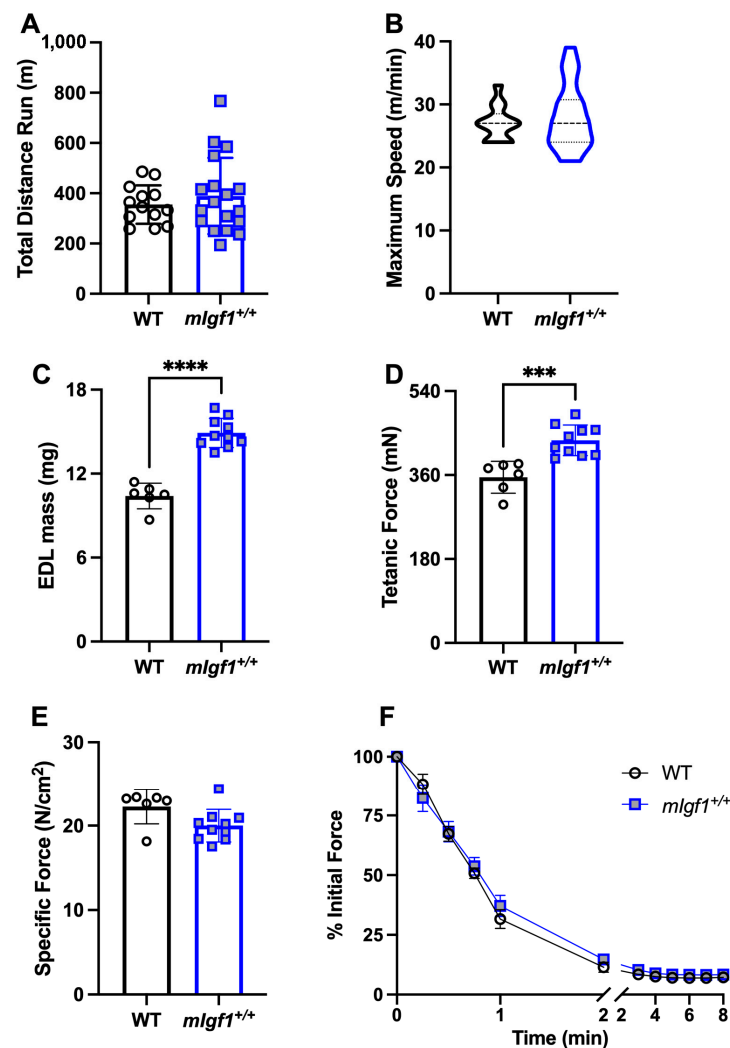 A
Total Distance Run (m)
1,000
800
600
400
200
0
WT
mIgf1+/+
B
Maximum Speed (m/min)
40
30
20
10
0
WT
mIgf1+/+
C
EDL mass (mg)
18
12
6
0
****
WT
mIgf1+/+
D
Tetanic Force (mN)
540
360
180
0
***
WT
mIgf1+/+
E
Specific Force (N/cm²)
30
20
10
0
WT
mIgf1+/+
F
% Initial Force
100
75
50
25
0
WT
mIgf1+/+
0 1 2 2 4 6 8
Time (min)